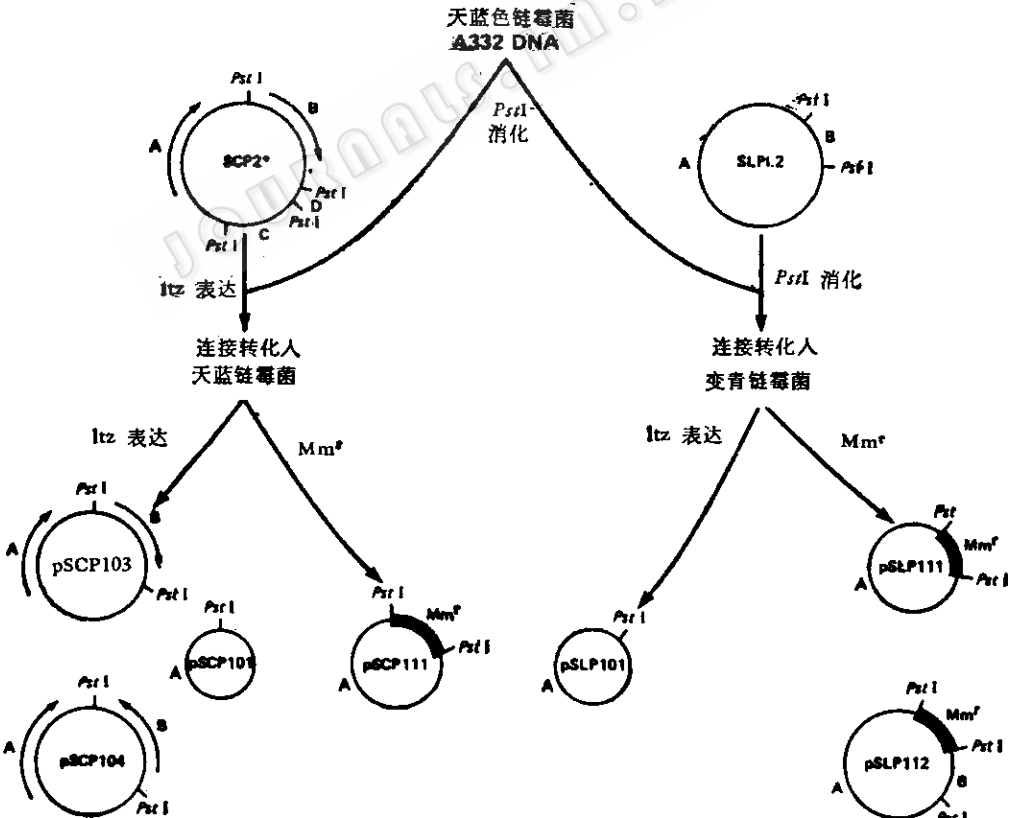 天蓝色链霉菌
A332 DNA
Pst I
B
A
SCP2*
Pst I
D
Pst I
C
Pst I
PstI
消化
Pst I
B
A
SLP1.2
Pst I
ltz 表达
PstI 消化
连接转化人
天蓝链霉菌
连接转化人
变青链霉菌
ltz 表达
Mmʳ
ltz 表达
Mmʳ
Pst I
B
A
pSCP103
Pst I
Pst I
A
pSCP101
Pst I
Mmʳ
pSCP111
Pst I
A
Pst I
pSLP101
A
Pst
Mmʳ
pSLP111
Pst I
A
Pst I
A
B
pSCP104
Pst I
Pst I
Mmʳ
Pst I
pSLP112
A
B
Pst I